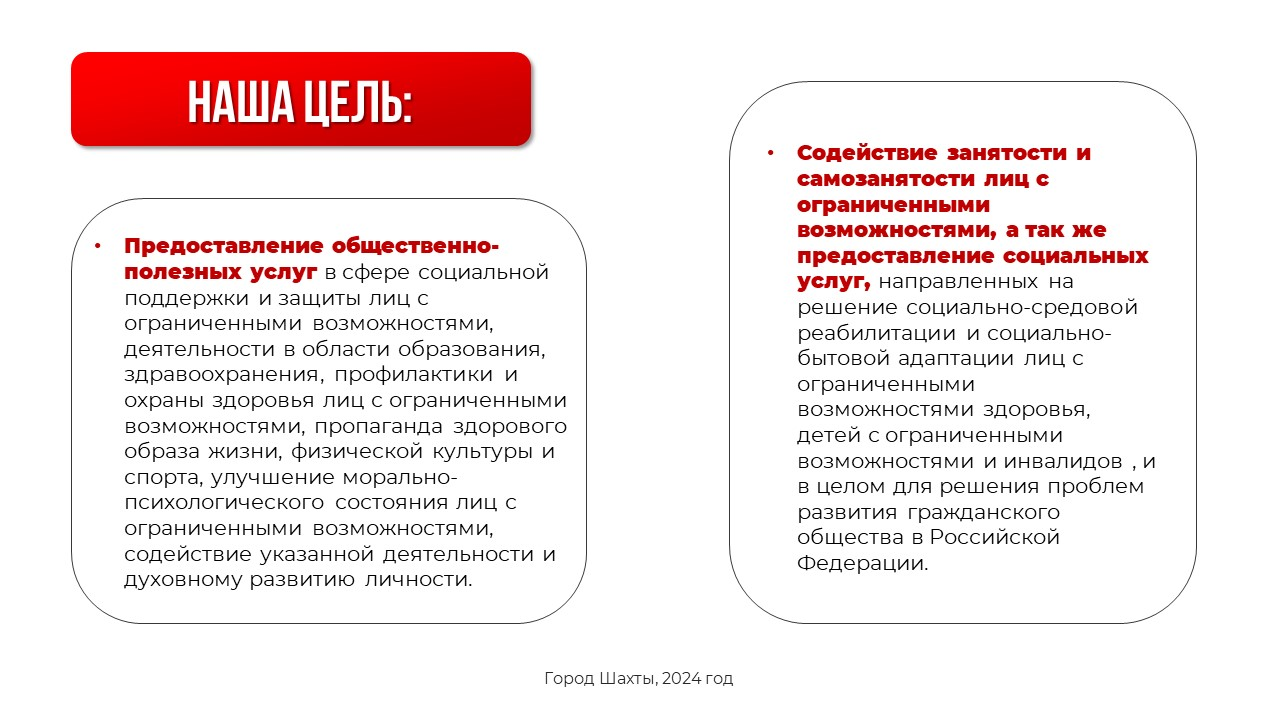 НАША ЦЕЛЬ:
• Предоставление общественно-
полезных услуг в сфере социальной
поддержки и защиты лиц с
ограниченными возможностями,
деятельности в области образования,
здравоохранения, профилактики и
охраны здоровья лиц с ограниченными
возможностями, пропаганда здорового
образа жизни, физической культуры и
спорта, улучшение морально-
психологического состояния лиц с
ограниченными возможностями,
содействие указанной деятельности и
духовному развитию личности.
• Содействие занятости и
самозанятости лиц с
ограниченными
возможностями, а так же
предоставление социальных
услуг, направленных на
решение социально-средовой
реабилитации и социально-
бытовой адаптации лиц с
ограниченными
возможностями здоровья,
детей с ограниченными
возможностями и инвалидов , и
в целом для решения проблем
развития гражданского
общества в Российской
Федерации.
Город Шахты, 2024 год